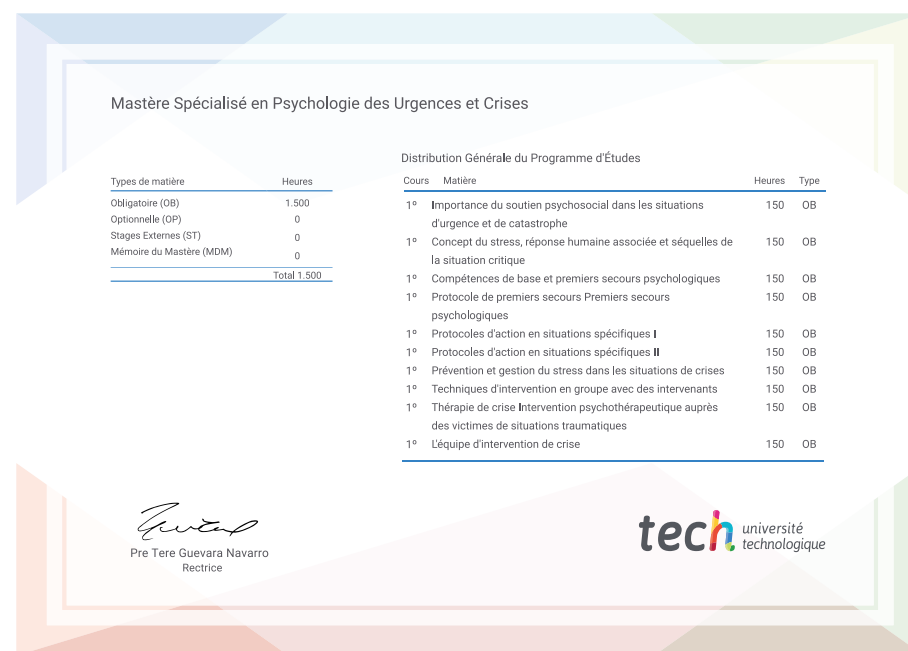 Mastère Spécialisé en Psychologie des Urgences et Crises
Types de matière Heures
Obligatoire (OB) 1.500
Optionnelle (OP) 0
Stages Externes (ST) 0
Mémoire du Mastère (MDM) 0
Total 1.500
Distribution Générale du Programme d'Études
Cours Matière Heures Type
1º Importance du soutien psychosocial dans les situations 150 OB
d'urgence et de catastrophe
1º Concept du stress, réponse humaine associée et séquelles de 150 OB
la situation critique
1º Compétences de base et premiers secours psychologiques 150 OB
1º Protocole de premiers secours Premiers secours 150 OB
psychologiques
1º Protocoles d'action en situations spécifiques I 150 OB
1º Protocoles d'action en situations spécifiques II 150 OB
1º Prévention et gestion du stress dans les situations de crises 150 OB
1º Techniques d'intervention en groupe avec des intervenants 150 OB
1º Thérapie de crise Intervention psychothérapeutique auprès 150 OB
des victimes de situations traumatiques
1º L'équipe d'intervention de crise 150 OB
Pre Tere Guevara Navarro
Rectrice
tech université
technologique